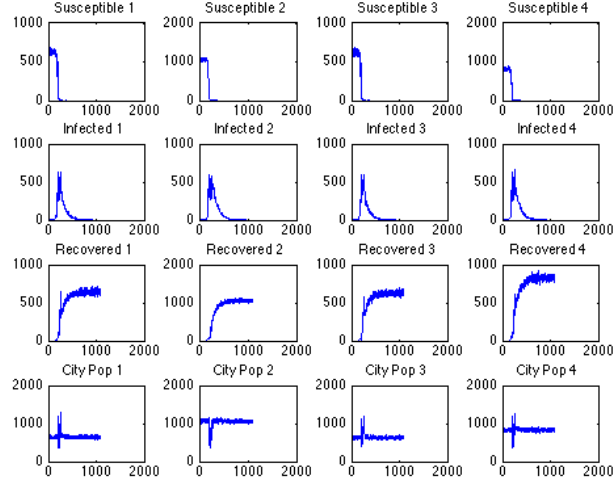 Susceptible 1 Susceptible 2 Susceptible 3 Susceptible 4
1000 2000 1000 2000
500 1000 500 1000
0 0 0 0
0 1000 2000 0 1000 2000 0 1000 2000 0 1000 2000
Infected 1 Infected 2 Infected 3 Infected 4
1000 1000 1000 1000
500 500 500 500
0 0 0 0
0 1000 2000 0 1000 2000 0 1000 2000 0 1000 2000
Recovered 1 Recovered 2 Recovered 3 Recovered 4
1000 2000 1000 1000
500 1000 500 500
0 0 0 0
0 1000 2000 0 1000 2000 0 1000 2000 0 1000 2000
City Pop 1 City Pop 2 City Pop 3 City Pop 4
2000 2000 2000 2000
1000 1000 1000 1000
0 0 0 0
0 1000 2000 0 1000 2000 0 1000 2000 0 1000 2000